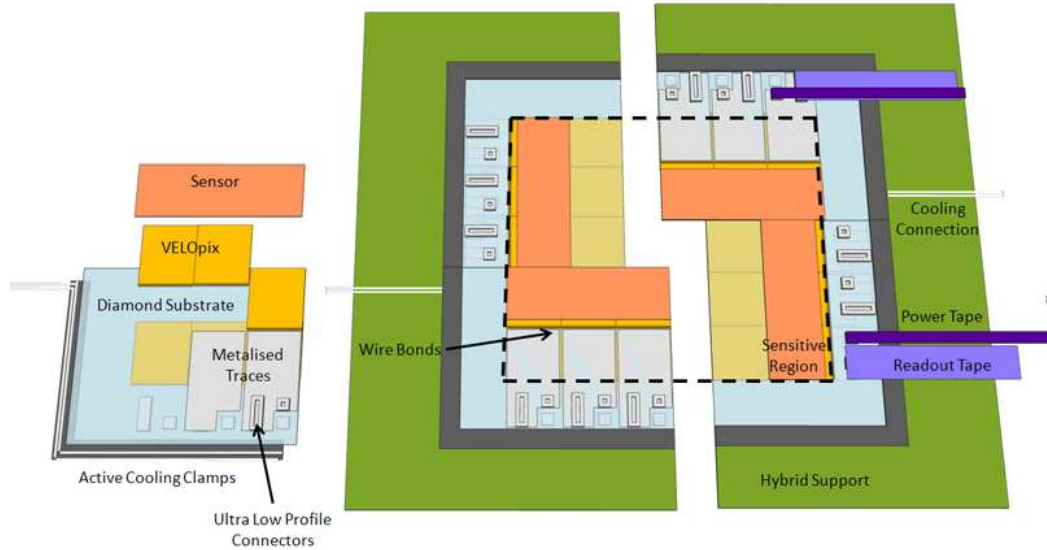 Sensor
VELOpix
Diamond Substrate
Metalised
Traces
Active Cooling Clamps
Ultra Low Profile
Connectors
Wire Bonds
Sensitive
Region
Cooling
Connection
Power Tape
Readout Tape
Hybrid Support